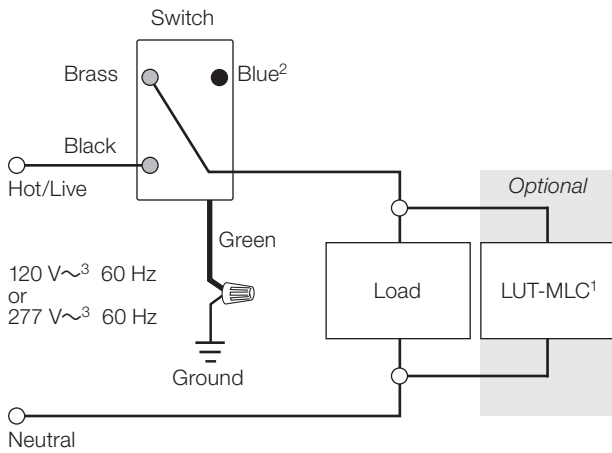 Switch
Brass
Blue²
Black
Hot/Live
Optional
Green
120 V~³ 60 Hz
or
277 V~³ 60 Hz
Load
LUT-MLC¹
Ground
Neutral